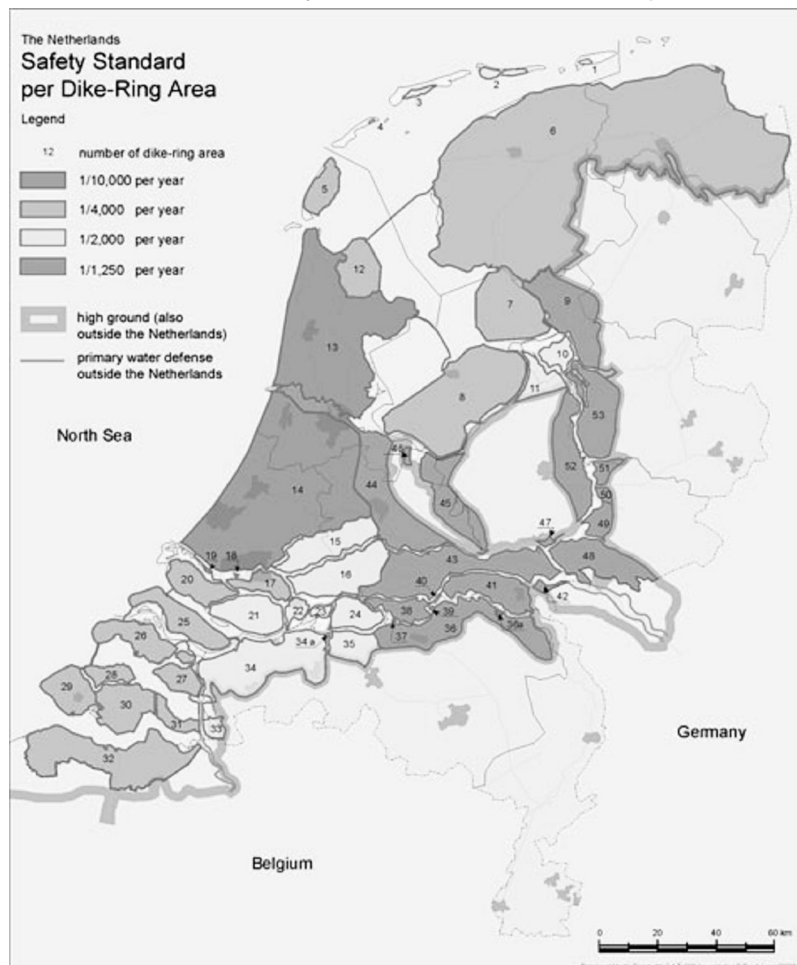 The Netherlands
Safety Standard
per Dike-Ring Area
Legend
12 number of dike-ring area
1/10,000 per year
1/4,000 per year
1/2,000 per year
1/1,250 per year
high ground (also
outside the Netherlands)
primary water defense
outside the Netherlands
1
2
3
4
6
5
12
7
9
13
10
11
8
North Sea
53
52
51
50
49
44
45
14
47
48
15
43
19
18
16
40
41
42
20
17
21
22
23
24
38
39
37
36
36a
25
26
34a
35
34
27
28
29
30
31
33
32
Germany
Belgium
0 20 40 60 km